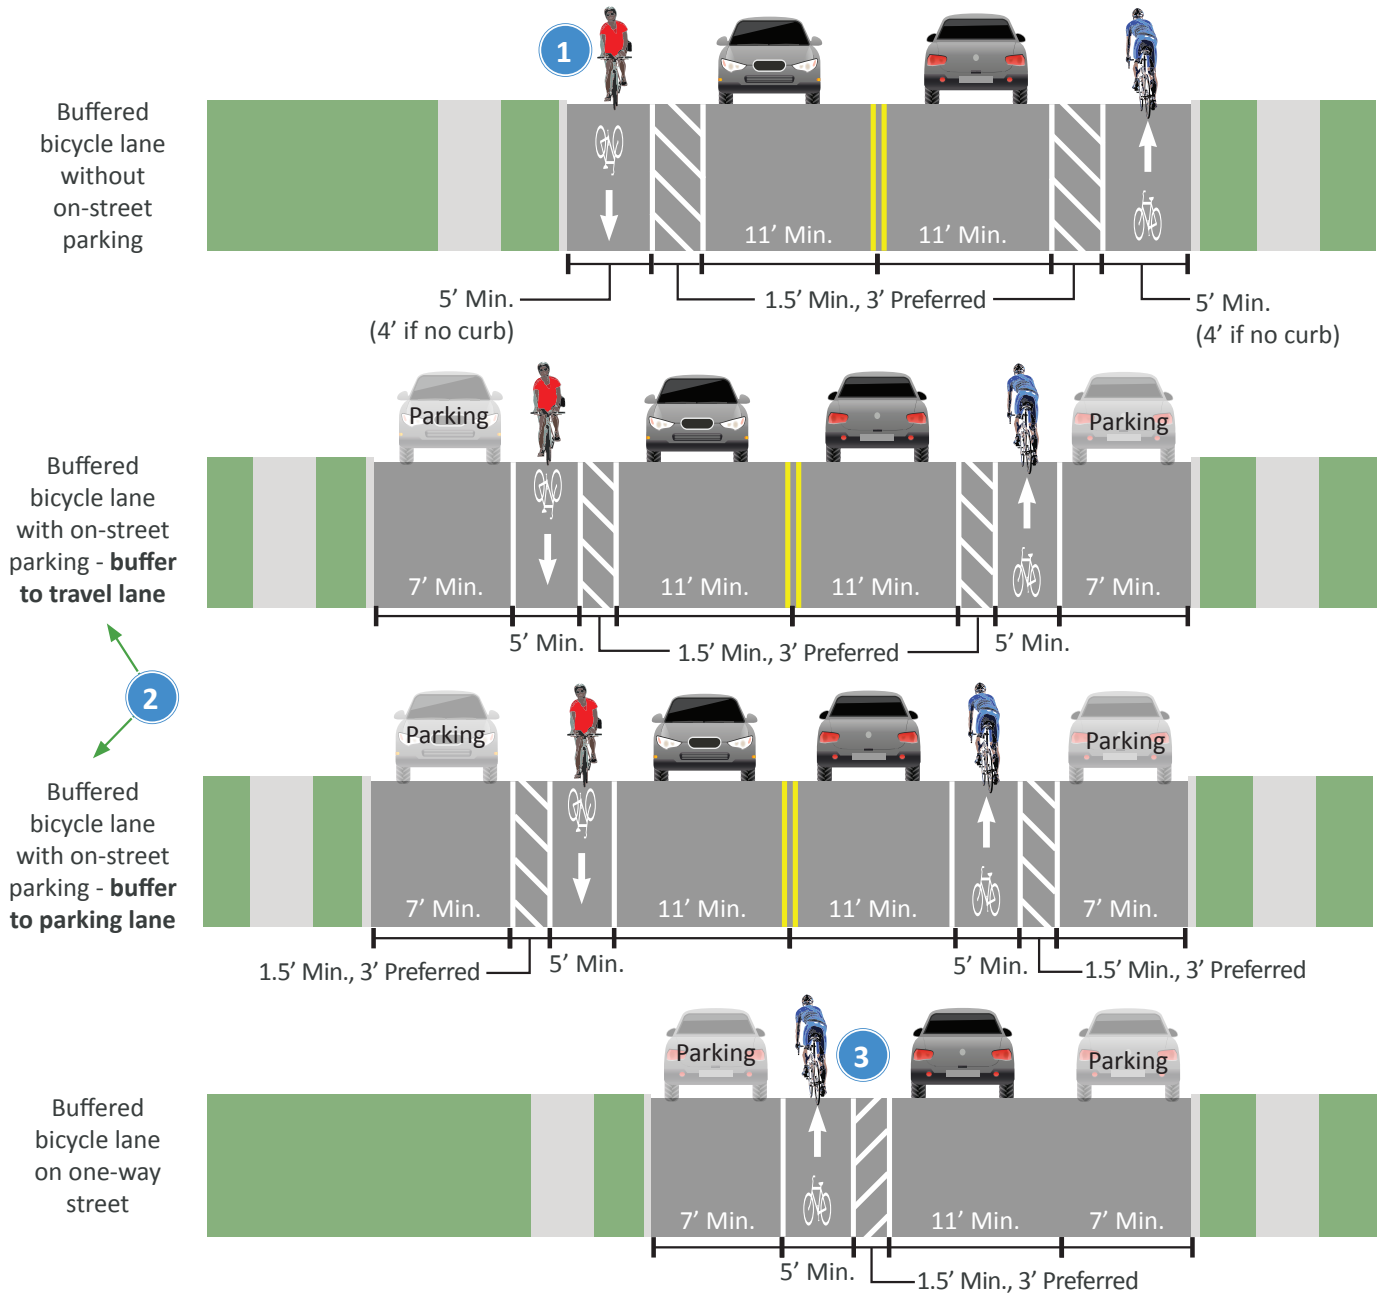 1
Buffered
bicycle lane
without
on-street
parking
11’ Min.
11’ Min.
5’ Min.
(4’ if no curb)
1.5’ Min., 3’ Preferred
5’ Min.
(4’ if no curb)
Parking
Parking
Buffered
bicycle lane
with on-street
parking - buffer
to travel lane
7’ Min.
11’ Min.
11’ Min.
7’ Min.
5’ Min.
1.5’ Min., 3’ Preferred
5’ Min.
2
Parking
Parking
Buffered
bicycle lane
with on-street
parking - buffer
to parking lane
7’ Min.
11’ Min.
11’ Min.
7’ Min.
1.5’ Min., 3’ Preferred
5’ Min.
5’ Min.
1.5’ Min., 3’ Preferred
Parking
3
Parking
Buffered
bicycle lane
on one-way
street
7’ Min.
11’ Min.
7’ Min.
5’ Min.
1.5’ Min., 3’ Preferred